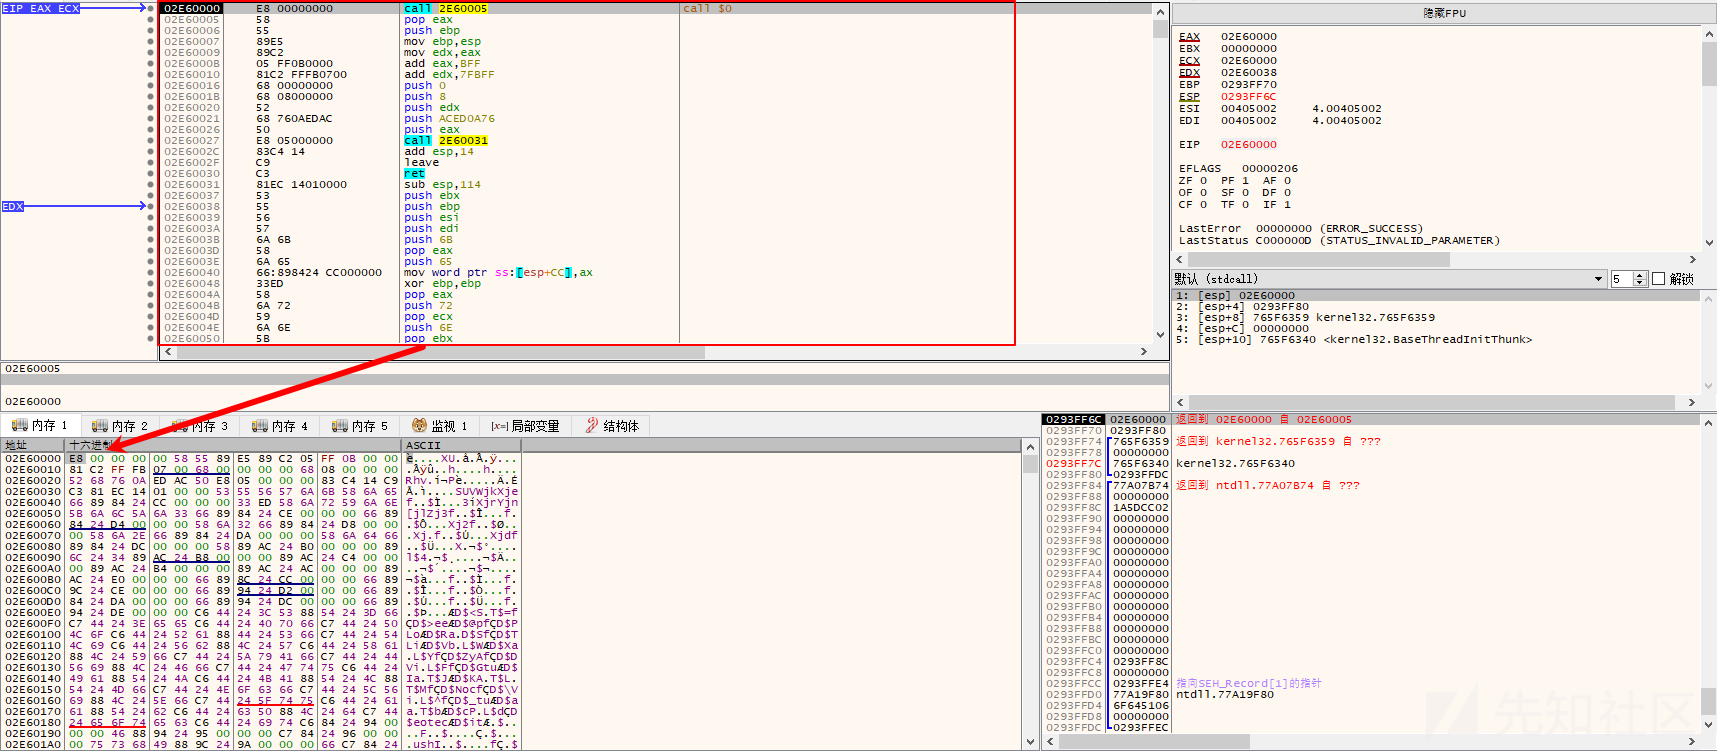 EIP EAX ECX
EDX
02E60000 E8 00000000 call 2E60005 call $0
02E60005 58 pop eax
02E60006 55 push ebp
02E60007 89E5 mov ebp,esp
02E60009 89C2 mov edx,eax
02E6000B 05 FF0B0000 add eax,BFF
02E60010 81C2 FFFB0700 add edx,7FBFF
02E60016 68 00000000 push 0
02E6001B 68 08000000 push 8
02E60020 52 push edx
02E60021 68 760AEDAC push ACED0A76
02E60026 50 push eax
02E60027 E8 05000000 call 2E60031
02E6002C 83C4 14 add esp,14
02E6002F C9 leave
02E60030 C3 ret
02E60031 81EC 14010000 sub esp,114
02E60037 53 push ebx
02E60038 55 push ebp
02E60039 56 push esi
02E6003A 57 push edi
02E6003B 6A 6B push 6B
02E6003D 58 pop eax
02E6003E 6A 65 push 65
02E60040 66:898424 CC000000 mov word ptr ss:[esp+CC],ax
02E60048 33ED xor ebp,ebp
02E6004A 58 pop eax
02E6004B 6A 72 push 72
02E6004D 59 pop ecx
02E6004E 6A 6E push 6E
02E60050 5B pop ebx
02E60005
02E60000
隐藏FPU
EAX 02E60000
EBX 00000000
ECX 02E60000
EDX 02E60038
EBP 0293FF70
ESP 0293FF6C
ESI 00405002 4.00405002
EDI 00405002 4.00405002
EIP 02E60000
EFLAGS 00000206
ZF 0 PF 1 AF 0
OF 0 SF 0 DF 0
CF 0 TF 0 IF 1
LastError 00000000 (ERROR_SUCCESS)
LastStatus C000000D (STATUS_INVALID_PARAMETER)
默认 (stdcall) 5 解锁
1: [esp] 02E60000
2: [esp+4] 0293FF80
3: [esp+8] 765F6359 kernel32.765F6359
4: [esp+C] 00000000
5: [esp+10] 765F6340 <kernel32.BaseThreadInitThunk>
内存 1 内存 2 内存 3 内存 4 内存 5 监视 1 [x=] 局部变量 结构体
地址 十六进制 ASCII
02E60000 E8 00 00 00 00 58 55 89 E5 89 C2 05 FF 0B 00 00
02E60010 81 C2 FF FB 07 00 68 00 00 00 00 68 08 00 00 00
02E60020 52 68 76 0A ED AC 50 E8 05 00 00 00 83 C4 14 C9
02E60030 C3 81 EC 14 01 00 00 53 55 56 57 6A 6B 58 6A 65
02E60040 66 89 84 24 CC 00 00 00 33 ED 58 6A 72 59 6A 6E
02E60050 5B 6A 6C 5A 6A 33 66 89 84 24 CE 00 00 00 66 89
02E60060 84 24 D4 00 00 00 58 6A 32 66 89 84 24 D8 00 00
02E60070 00 58 6A 2E 66 89 84 24 DA 00 00 00 58 6A 64 66
02E60080 89 84 24 DC 00 00 00 58 89 AC 24 B0 00 00 00 89
02E60090 6C 24 34 89 AC 24 B8 00 00 00 89 AC 24 C4 00 00
02E600A0 00 89 AC 24 B4 00 00 00 89 AC 24 AC 00 00 00 89
02E600B0 AC 24 E0 00 00 00 66 89 8C 24 CC 00 00 00 66 89
02E600C0 9C 24 CE 00 00 00 66 89 94 24 D2 00 00 00 66 89
02E600D0 84 24 DA 00 00 00 66 89 94 24 DC 00 00 00 66 89
02E600E0 94 24 DE 00 00 00 C6 44 24 3C 53 88 54 24 3D 66
02E600F0 C7 44 24 3E 65 65 C6 44 24 40 70 66 C7 44 24 50
02E60100 4C 6F C6 44 24 52 61 88 44 24 53 66 C7 44 24 54
02E60110 4C 69 C6 44 24 56 62 88 4C 24 57 C6 44 24 58 61
02E60120 88 4C 24 59 66 C7 44 24 5A 79 41 66 C7 44 24 44
02E60130 56 69 88 4C 24 46 66 C7 44 24 47 74 75 C6 44 24
02E60140 49 61 88 54 24 4A C6 44 24 4B 41 88 54 24 4C 88
02E60150 54 24 4D 66 C7 44 24 4E 6F 63 66 C7 44 24 5C 56
02E60160 69 88 4C 24 5E 66 C7 44 24 5F 74 75 C6 44 24 61
02E60170 61 88 54 24 62 C6 44 24 63 50 88 4C 24 64 C7 44
02E60180 24 65 6F 74 65 63 C6 44 24 69 74 C6 84 24 94 00
02E60190 00 00 46 88 94 24 95 00 00 00 C7 84 24 96 00 00
02E601A0 00 75 73 68 49 88 9C 24 9A 00 00 00 66 C7 84 24
0293FF6C 02E60000 返回到 02E60000 自 02E60005
0293FF70 0293FF80
0293FF74 765F6359 返回到 kernel32.765F6359 自 ???
0293FF78 00000000
0293FF7C 765F6340 kernel32.765F6340
0293FF80 0293FFDC
0293FF84 77A07B74 返回到 ntdll.77A07B74 自 ???
0293FF88 00000000
0293FF8C 1A5DCC02
0293FF90 00000000
0293FF94 00000000
0293FF98 00000000
0293FF9C 00000000
0293FFA0 00000000
0293FFA4 00000000
0293FFA8 00000000
0293FFAC 00000000
0293FFB0 00000000
0293FFB4 00000000
0293FFB8 00000000
0293FFBC 00000000
0293FFC0 00000000
0293FFC4 0293FF8C
0293FFC8 00000000
0293FFCC 0293FFE4 指向SEH_Record[1]的指针
0293FFD0 77A19F80 ntdll.77A19F80
0293FFD4 6F645106
0293FFD8 00000000
0293FFDC 0293FFEC
先知社区